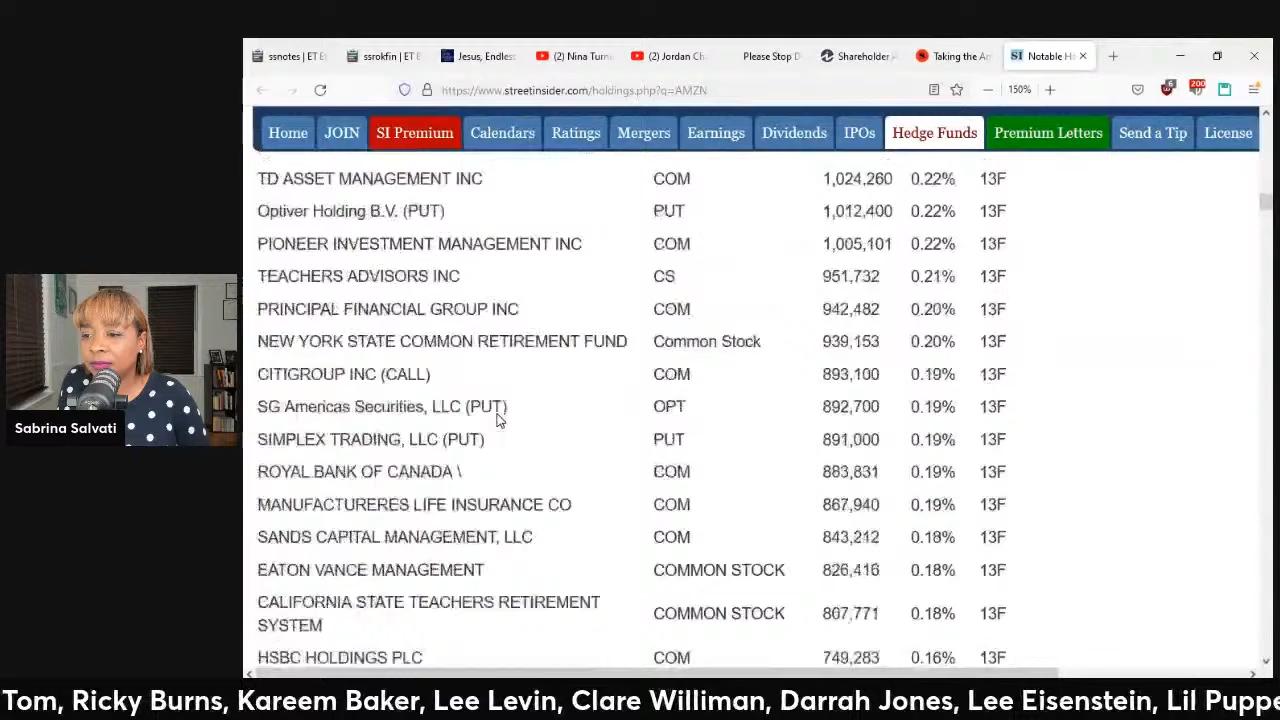 ssnotes | ET E
ssrokfin | ET E
Jesus, Endles
(2) Nina Turn
(2) Jordan Ch
Please Stop D
Shareholder A
Taking the An
SI Notable H
https://www.streetinsider.com/holdings.php?q=AMZN
150%
6
200
Home JOIN SI Premium Calendars Ratings Mergers Earnings Dividends IPOs Hedge Funds Premium Letters Send a Tip License
TD ASSET MANAGEMENT INC COM 1,024,260 0.22% 13F
Optiver Holding B.V. (PUT) PUT 1,012,400 0.22% 13F
PIONEER INVESTMENT MANAGEMENT INC COM 1,005,101 0.22% 13F
TEACHERS ADVISORS INC CS 951,732 0.21% 13F
PRINCIPAL FINANCIAL GROUP INC COM 942,482 0.20% 13F
NEW YORK STATE COMMON RETIREMENT FUND Common Stock 939,153 0.20% 13F
CITIGROUP INC (CALL) COM 893,100 0.19% 13F
SG Americas Securities, LLC (PUT) OPT 892,700 0.19% 13F
SIMPLEX TRADING, LLC (PUT) PUT 891,000 0.19% 13F
ROYAL BANK OF CANADA \ COM 883,831 0.19% 13F
MANUFACTURERES LIFE INSURANCE CO COM 867,940 0.19% 13F
SANDS CAPITAL MANAGEMENT, LLC COM 843,212 0.18% 13F
EATON VANCE MANAGEMENT COMMON STOCK 826,416 0.18% 13F
CALIFORNIA STATE TEACHERS RETIREMENT
SYSTEM COMMON STOCK 807,771 0.18% 13F
HSBC HOLDINGS PLC COM 749,283 0.16% 13F
Sabrina Salvati
Tom, Ricky Burns, Kareem Baker, Lee Levin, Clare Williman, Darrah Jones, Lee Eisenstein, Lil Puppe